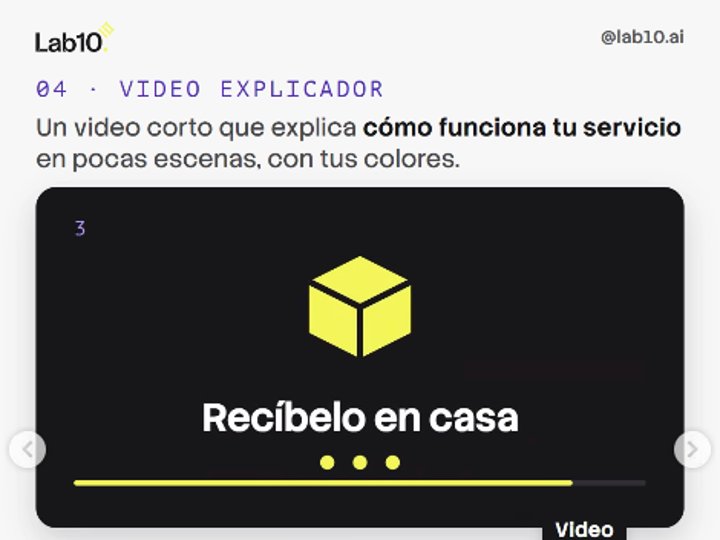 Lab10
@lab10.ai
04 · VIDEO EXPLICADOR
Un video corto que explica cómo funciona tu servicio
en pocas escenas, con tus colores.
3
Recíbelo en casa
Video